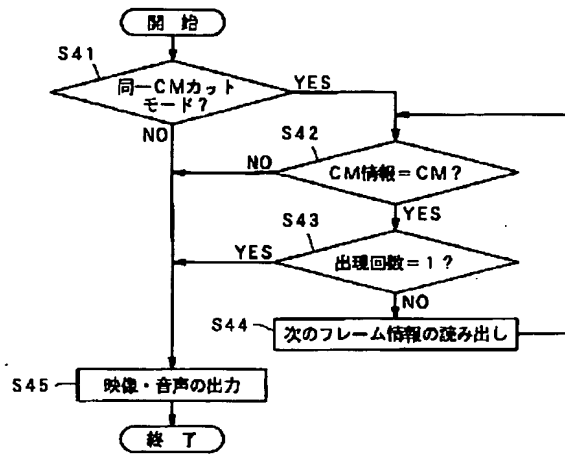 開 始
S41
同一CMカット
モード?
YES
NO
S42
CM情報=CM?
NO
YES
S43
出現回数=1?
YES
NO
S44
次のフレーム情報の読み出し
S45
映像・音声の出力
終 了